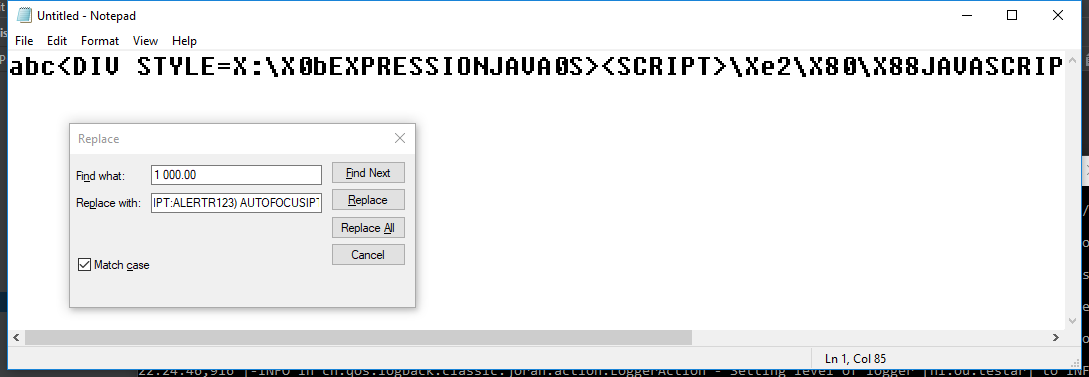 Untitled - Notepad
File Edit Format View Help
abc<DIV STYLE=X:\X0bEXPRESSIONJAVA0S><SCRIPT>\Xe2\X80\X88JAVASCRIP
Replace
Find what: 1 000.00 Find Next
Replace with: IPT:ALERTR123) AUTOFOCUSIPT Replace
Replace All
Cancel
Match case
Ln 1, Col 85
22:24:46,916 |-INFO in ch.qos.logback.classic.joran.action.LoggerAction - Setting level of logger [nl.ou.testar] to INF